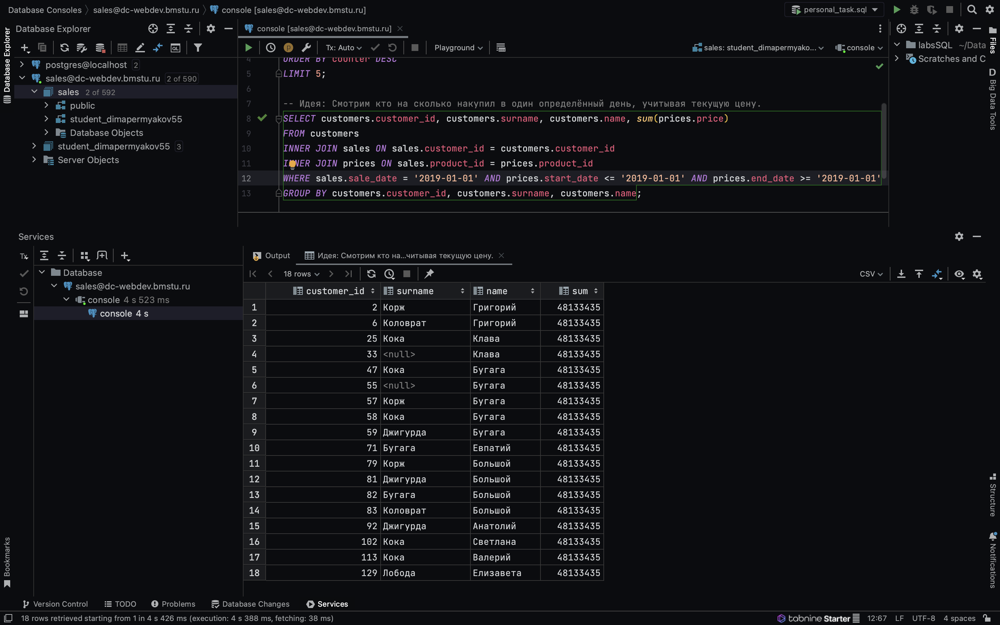 Database Consoles
sales@dc-webdev.bmstu.ru
console [sales@dc-webdev.bmstu.ru]
personal_task.sql
Database Explorer
Database Explorer
postgres@localhost 2
sales@dc-webdev.bmstu.ru 2 of 590
sales 2 of 592
public
student_dimapermyakov55
Database Objects
student_dimapermyakov55 3
Server Objects
console [sales@dc-webdev.bmstu.ru]
Tx: Auto
Playground
sales: student_dimapermyako...
console
4 ORDER BY counter DESC
5 LIMIT 5;
6
7 -- Идея: Смотрим кто на сколько накупил в один определённый день, учитывая текущую цену.
8 SELECT customers.customer_id, customers.surname, customers.name, sum(prices.price)
9 FROM customers
10 INNER JOIN sales ON sales.customer_id = customers.customer_id
11 INNER JOIN prices ON sales.product_id = prices.product_id
12 WHERE sales.sale_date = '2019-01-01' AND prices.start_date <= '2019-01-01' AND prices.end_date >= '2019-01-01'
13 GROUP BY customers.customer_id, customers.surname, customers.name;
labsSQL ~/Data
Scratches and C
Files
D Big Data Tools
Services
Tx
Database
sales@dc-webdev.bmstu.ru
console 4 s 523 ms
console 4 s
Output
Идея: Смотрим кто на...читывая текущую цену.
18 rows
CSV
customer_id surname name sum
1 2 Корж Григорий 48133435
2 6 Коловрат Григорий 48133435
3 25 Кока Клава 48133435
4 33 <null> Клава 48133435
5 47 Кока Бугага 48133435
6 55 <null> Бугага 48133435
7 57 Корж Бугага 48133435
8 58 Кока Бугага 48133435
9 59 Джигурда Бугага 48133435
10 71 Бугага Евпатий 48133435
11 79 Корж Большой 48133435
12 81 Джигурда Большой 48133435
13 82 Бугага Большой 48133435
14 83 Коловрат Большой 48133435
15 92 Джигурда Анатолий 48133435
16 102 Кока Светлана 48133435
17 113 Кока Валерий 48133435
18 129 Лобода Елизавета 48133435
Structure
Notifications
Bookmarks
Version Control
TODO
Problems
Database Changes
Services
18 rows retrieved starting from 1 in 4 s 426 ms (execution: 4 s 388 ms, fetching: 38 ms)
tabnine Starter
12:67
LF
UTF-8
4 spaces